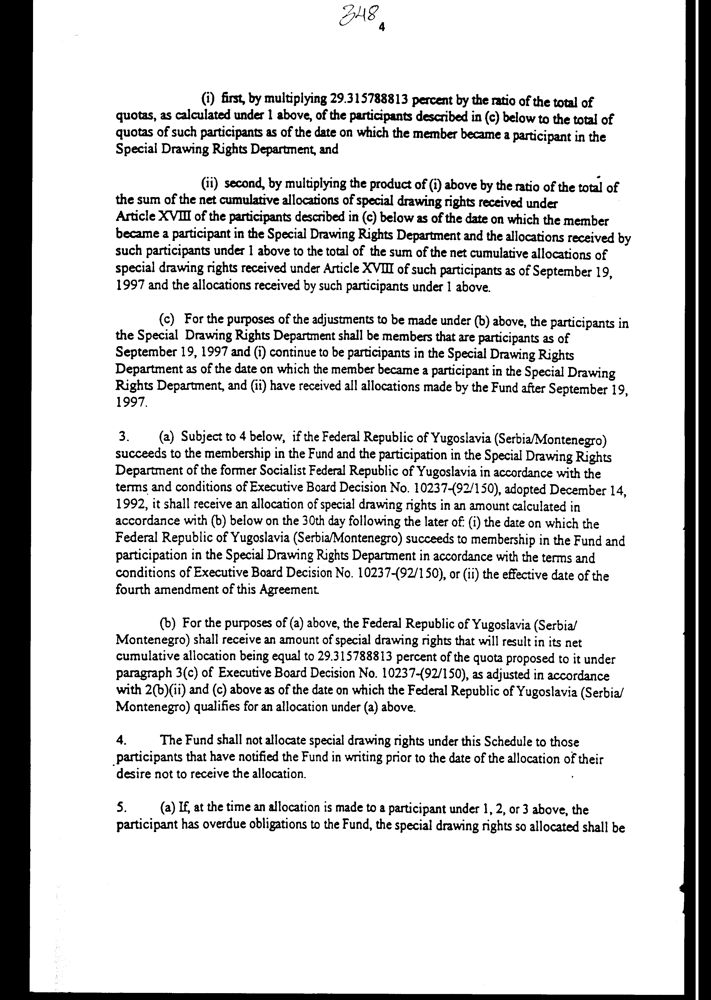 348
4
(i) first, by multiplying 29.315788813 percent by the ratio of the total of
quotas, as calculated under 1 above, of the participants described in (c) below to the total of
quotas of such participants as of the date on which the member became a participant in the
Special Drawing Rights Department, and
(ii) second, by multiplying the product of (i) above by the ratio of the total of
the sum of the net cumulative allocations of special drawing rights received under
Article XVIII of the participants described in (c) below as of the date on which the member
became a participant in the Special Drawing Rights Department and the allocations received by
such participants under 1 above to the total of the sum of the net cumulative allocations of
special drawing rights received under Article XVIII of such participants as of September 19,
1997 and the allocations received by such participants under 1 above.
(c) For the purposes of the adjustments to be made under (b) above, the participants in
the Special Drawing Rights Department shall be members that are participants as of
September 19, 1997 and (i) continue to be participants in the Special Drawing Rights
Department as of the date on which the member became a participant in the Special Drawing
Rights Department, and (ii) have received all allocations made by the Fund after September 19,
1997.
3. (a) Subject to 4 below, if the Federal Republic of Yugoslavia (Serbia/Montenegro)
succeeds to the membership in the Fund and the participation in the Special Drawing Rights
Department of the former Socialist Federal Republic of Yugoslavia in accordance with the
terms and conditions of Executive Board Decision No. 10237-(92/150), adopted December 14,
1992, it shall receive an allocation of special drawing rights in an amount calculated in
accordance with (b) below on the 30th day following the later of: (i) the date on which the
Federal Republic of Yugoslavia (Serbia/Montenegro) succeeds to membership in the Fund and
participation in the Special Drawing Rights Department in accordance with the terms and
conditions of Executive Board Decision No. 10237-(92/150), or (ii) the effective date of the
fourth amendment of this Agreement.
(b) For the purposes of (a) above, the Federal Republic of Yugoslavia (Serbia/
Montenegro) shall receive an amount of special drawing rights that will result in its net
cumulative allocation being equal to 29.315788813 percent of the quota proposed to it under
paragraph 3(c) of Executive Board Decision No. 10237-(92/150), as adjusted in accordance
with 2(b)(ii) and (c) above as of the date on which the Federal Republic of Yugoslavia (Serbia/
Montenegro) qualifies for an allocation under (a) above.
4. The Fund shall not allocate special drawing rights under this Schedule to those
participants that have notified the Fund in writing prior to the date of the allocation of their
desire not to receive the allocation.
5. (a) If, at the time an allocation is made to a participant under 1, 2, or 3 above, the
participant has overdue obligations to the Fund, the special drawing rights so allocated shall be